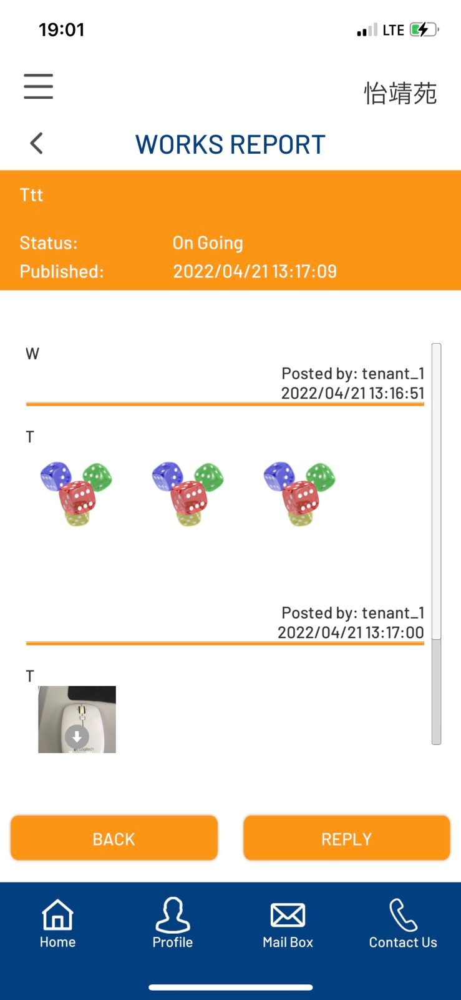 19:01
LTE
怡靖苑
WORKS REPORT
Ttt
Status: On Going
Published: 2022/04/21 13:17:09
W
Posted by: tenant_1
2022/04/21 13:16:51
T
Posted by: tenant_1
2022/04/21 13:17:00
T
Logitech
BACK REPLY
Home Profile Mail Box Contact Us